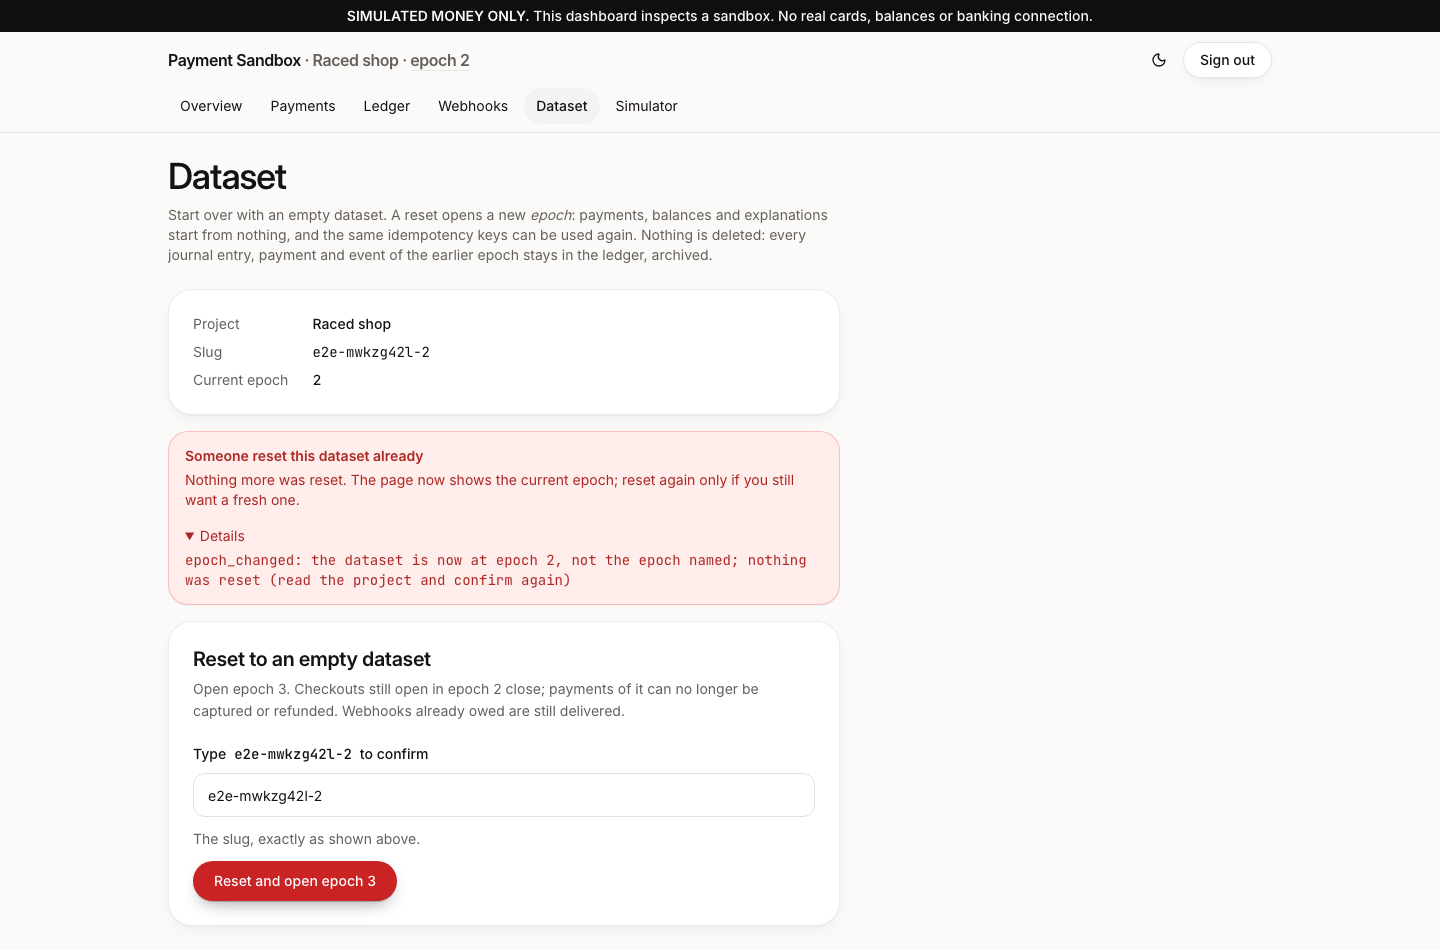 SIMULATED MONEY ONLY. This dashboard inspects a sandbox. No real cards, balances or banking connection.
Payment Sandbox · Raced shop · epoch 2
Sign out
Overview Payments Ledger Webhooks Dataset Simulator
Dataset
Start over with an empty dataset. A reset opens a new epoch: payments, balances and explanations
start from nothing, and the same idempotency keys can be used again. Nothing is deleted: every
journal entry, payment and event of the earlier epoch stays in the ledger, archived.
Project Raced shop
Slug e2e-mwkzg42l-2
Current epoch 2
Someone reset this dataset already
Nothing more was reset. The page now shows the current epoch; reset again only if you still
want a fresh one.
▼ Details
epoch_changed: the dataset is now at epoch 2, not the epoch named; nothing
was reset (read the project and confirm again)
Reset to an empty dataset
Open epoch 3. Checkouts still open in epoch 2 close; payments of it can no longer be
captured or refunded. Webhooks already owed are still delivered.
Type e2e-mwkzg42l-2 to confirm
e2e-mwkzg42l-2
The slug, exactly as shown above.
Reset and open epoch 3